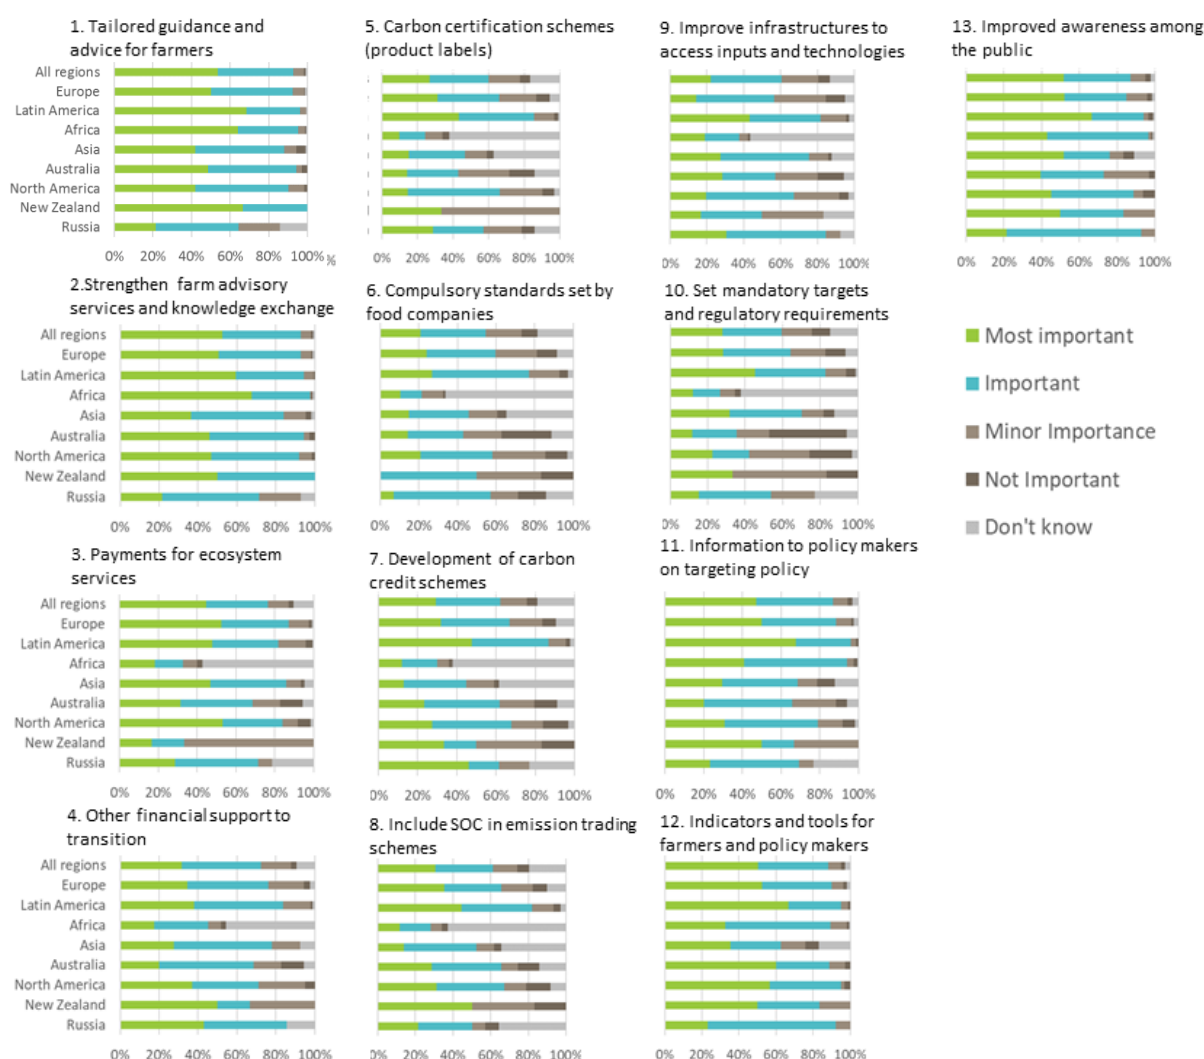 1. Tailored guidance and
advice for farmers
All regions
Europe
Latin America
Africa
Asia
Australia
North America
New Zealand
Russia
0% 20% 40% 60% 80% 100% %
2.Strengthen farm advisory
services and knowledge exchange
All regions
Europe
Latin America
Africa
Asia
Australia
North America
New Zealand
Russia
0% 20% 40% 60% 80% 100%
3. Payments for ecosystem
services
All regions
Europe
Latin America
Africa
Asia
Australia
North America
New Zealand
Russia
0% 20% 40% 60% 80% 100%
4. Other financial support to
transition
All regions
Europe
Latin America
Africa
Asia
Australia
North America
New Zealand
Russia
0% 20% 40% 60% 80% 100%
5. Carbon certification schemes
(product labels)
0% 20% 40% 60% 80% 100%
6. Compulsory standards set by
food companies
0% 20% 40% 60% 80% 100%
7. Development of carbon
credit schemes
0% 20% 40% 60% 80% 100%
8. Include SOC in emission trading
schemes
0% 20% 40% 60% 80% 100%
9. Improve infrastructures to
access inputs and technologies
0% 20% 40% 60% 80% 100%
10. Set mandatory targets
and regulatory requirements
0% 20% 40% 60% 80% 100%
11. Information to policy makers
on targeting policy
0% 20% 40% 60% 80% 100%
12. Indicators and tools for
farmers and policy makers
0% 20% 40% 60% 80% 100%
13. Improved awareness among
the public
0% 20% 40% 60% 80% 100%
Most important
Important
Minor Importance
Not Important
Don't know